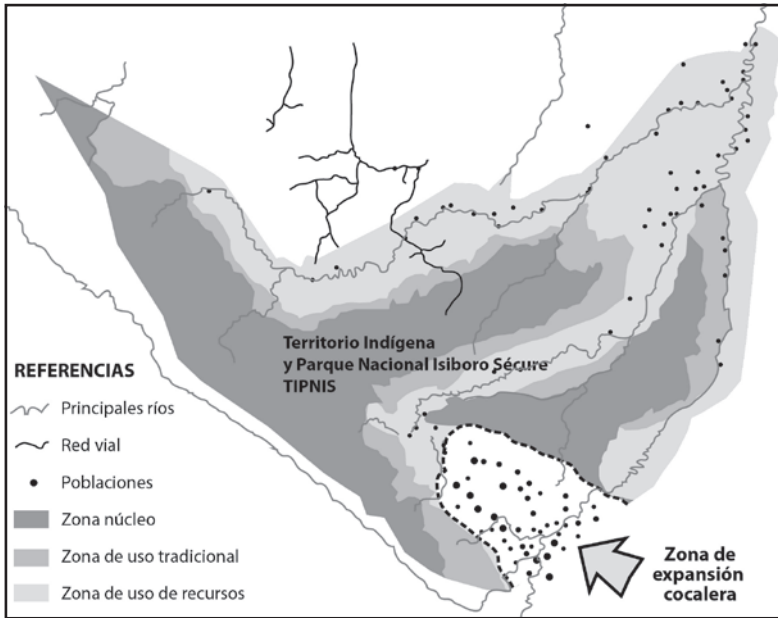 Territorio Indígena
y Parque Nacional Isiboro Sécure
TIPNIS
REFERENCIAS
Principales ríos
Red vial
Poblaciones
Zona núcleo
Zona de uso tradicional
Zona de uso de recursos
Zona de
expansión
cocalera